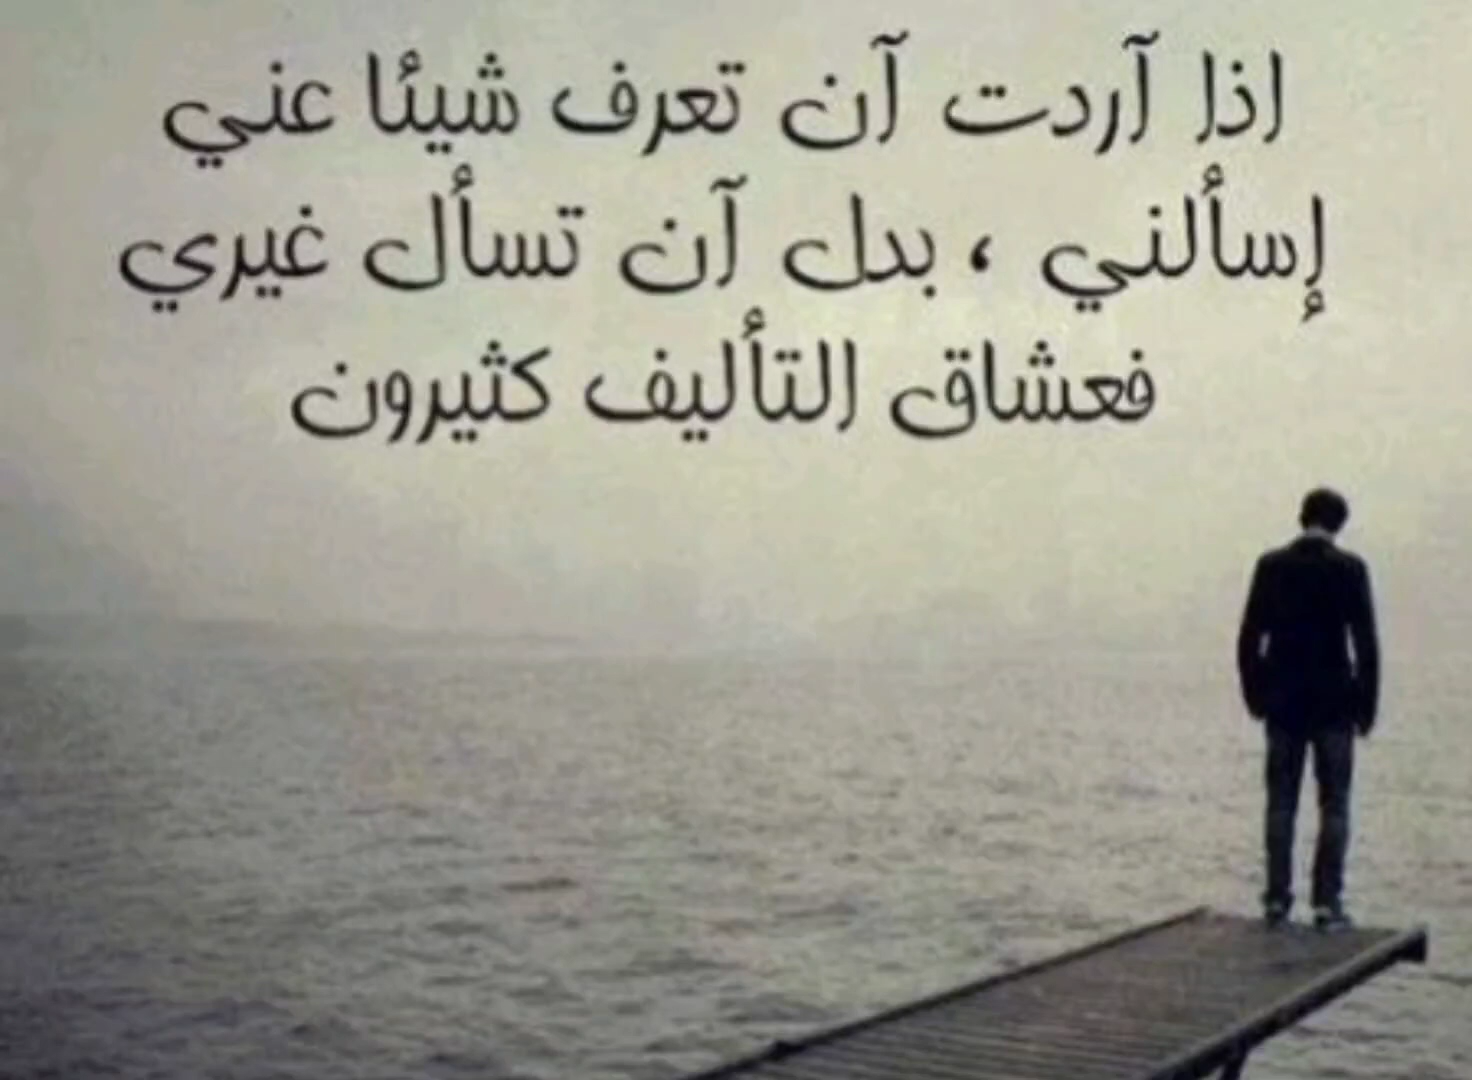 اذا آردت آن تعرف شيئا عني
إسألني ، بدل آن تسأل غيري
فعشاق التأليف كثيرون